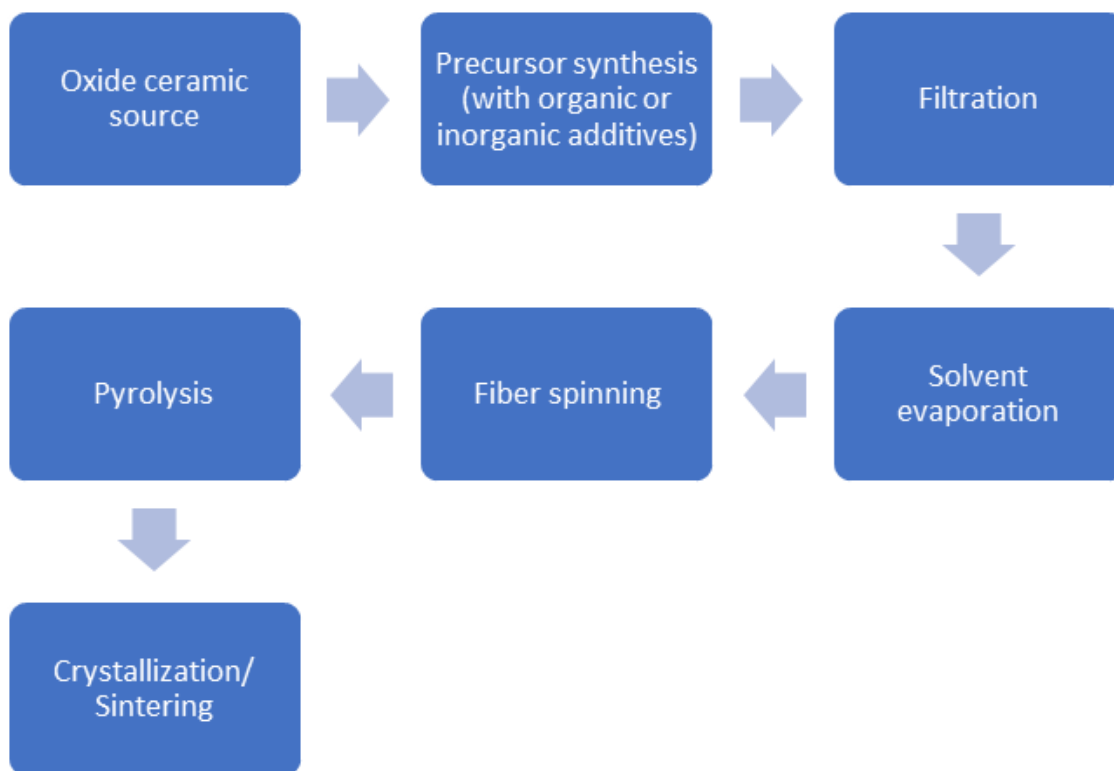 Oxide ceramic
source
Precursor synthesis
(with organic or
inorganic additives)
Filtration
Solvent
evaporation
Fiber spinning
Pyrolysis
Crystallization/
Sintering